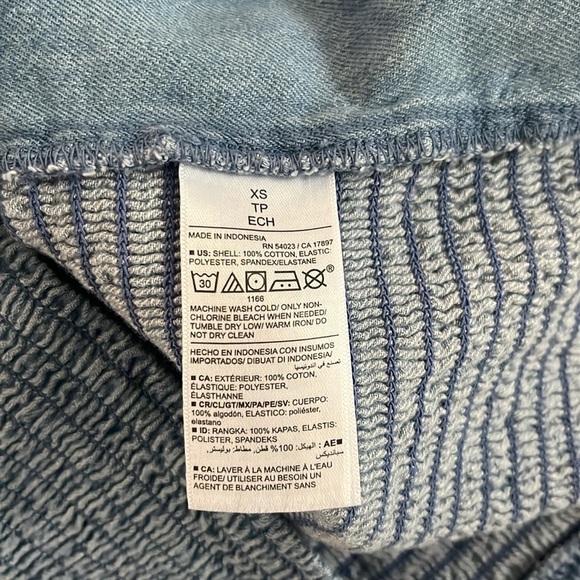 XS
TP
ECH
MADE IN INDONESIA
RN 54023 / CA 17897
■ US: SHELL: 100% COTTON, ELASTIC:
POLYESTER, SPANDEX/ELASTANE
30
1166
MACHINE WASH COLD/ ONLY NON-
CHLORINE BLEACH WHEN NEEDED/
TUMBLE DRY LOW/ WARM IRON/ DO
NOT DRY CLEAN
HECHO EN INDONESIA CON INSUMOS
IMPORTADOS/ DIBUAT DI INDONESIA/
تصنع في اندونيسيا
■ CA: EXTÉRIEUR: 100% COTON,
ÉLASTIQUE: POLYESTER,
ÉLASTHANNE
■ CR/CL/GT/MX/PA/PE/SV: CUERPO:
100% algodón, ELASTICO: poliéster,
elastano
■ ID: RANGKA: 100% KAPAS, ELASTIS:
POLISTER, SPANDEKS
■ AE: الهيكل: 100% قطن, مطاط: بوليستر,
سباندیکس
■ CA: LAVER À LA MACHINE À L'EAU
FROIDE/ UTILISER AU BESOIN UN
AGENT DE BLANCHIMENT SANS